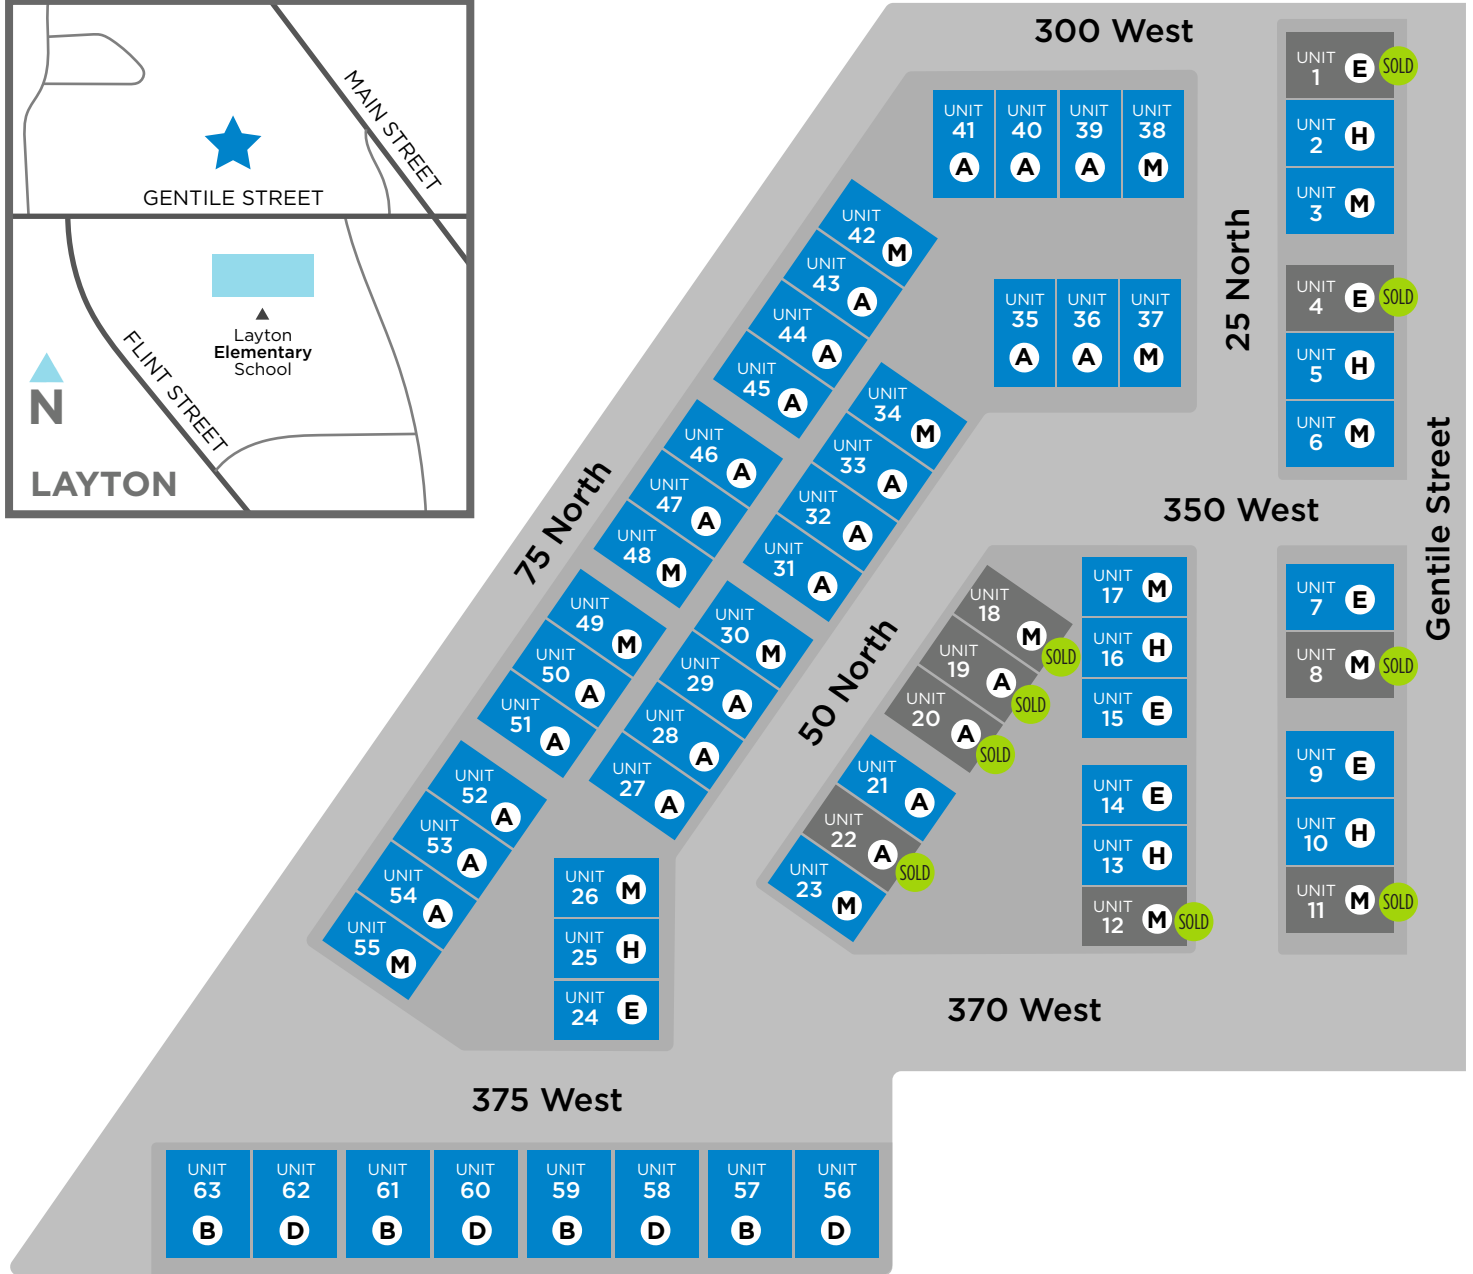 MAIN STREET
GENTILE STREET
Layton
Elementary
School
FLINT STREET
N
LAYTON
300 West
25 North
Gentile Street
350 West
75 North
50 North
370 West
375 West
UNIT
1 E SOLD
UNIT
2 H
UNIT
3 M
UNIT
4 E SOLD
UNIT
5 H
UNIT
6 M
UNIT
7 E
UNIT
8 M SOLD
UNIT
9 E
UNIT
10 H
UNIT
11 M SOLD
UNIT
41
A
UNIT
40
A
UNIT
39
A
UNIT
38
M
UNIT
35
A
UNIT
36
A
UNIT
37
M
UNIT
42 M
UNIT
43 A
UNIT
44 A
UNIT
45 A
UNIT
46 A
UNIT
47 A
UNIT
48 M
UNIT
49 M
UNIT
50 A
UNIT
51 A
UNIT
52 A
UNIT
53 A
UNIT
54 A
UNIT
55 M
UNIT
34 M
UNIT
33 A
UNIT
32 A
UNIT
31 A
UNIT
30 M
UNIT
29 A
UNIT
28 A
UNIT
27 A
UNIT
26 M
UNIT
25 H
UNIT
24 E
UNIT
18 M SOLD
UNIT
19 A SOLD
UNIT
20 A SOLD
UNIT
21 A
UNIT
22 A SOLD
UNIT
23 M
UNIT
17 M
UNIT
16 H
UNIT
15 E
UNIT
14 E
UNIT
13 H
UNIT
12 M SOLD
UNIT
63
B
UNIT
62
D
UNIT
61
B
UNIT
60
D
UNIT
59
B
UNIT
58
D
UNIT
57
B
UNIT
56
D